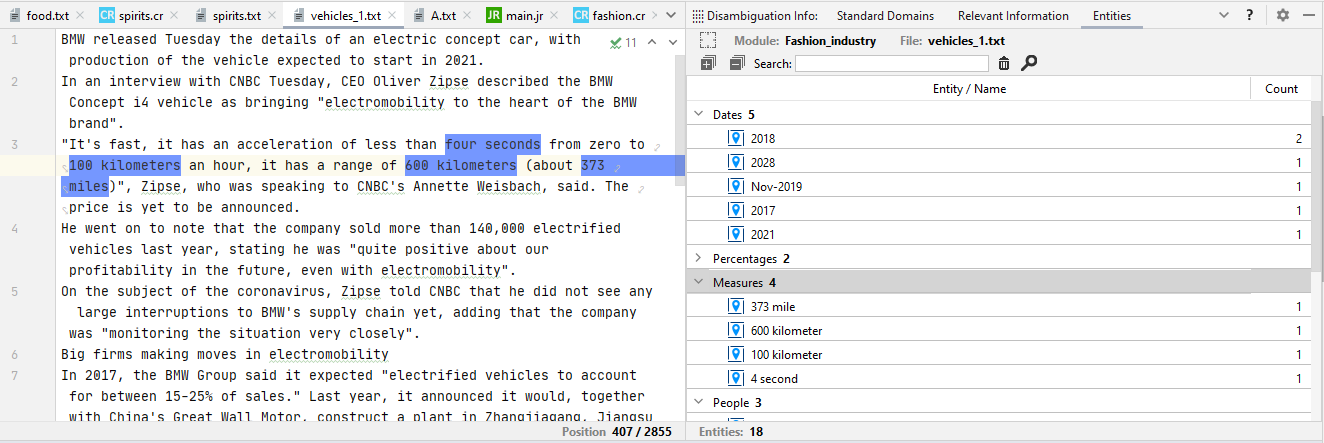 food.txt spirits.cr spirits.txt vehicles_1.txt A.txt main.jr fashion.cr
Disambiguation Info: Standard Domains Relevant Information Entities
1 BMW released Tuesday the details of an electric concept car, with
production of the vehicle expected to start in 2021.
2 In an interview with CNBC Tuesday, CEO Oliver Zipse described the BMW
Concept i4 vehicle as bringing "electromobility to the heart of the BMW
brand".
3 "It's fast, it has an acceleration of less than four seconds from zero to
100 kilometers an hour, it has a range of 600 kilometers (about 373
miles)", Zipse, who was speaking to CNBC's Annette Weisbach, said. The
price is yet to be announced.
4 He went on to note that the company sold more than 140,000 electrified
vehicles last year, stating he was "quite positive about our
profitability in the future, even with electromobility".
5 On the subject of the coronavirus, Zipse told CNBC that he did not see any
large interruptions to BMW's supply chain yet, adding that the company
was "monitoring the situation very closely".
6 Big firms making moves in electromobility
7 In 2017, the BMW Group said it expected "electrified vehicles to account
for between 15-25% of sales." Last year, it announced it would, together
with China's Great Wall Motor, construct a plant in Zhangjiagang, Jiangsu
11
Position 407 / 2855
Module: Fashion_industry File: vehicles_1.txt
Search:
Entity / Name Count
Dates 5
2018 2
2028 1
Nov-2019 1
2017 1
2021 1
Percentages 2
Measures 4
373 mile 1
600 kilometer 1
100 kilometer 1
4 second 1
People 3
Entities: 18